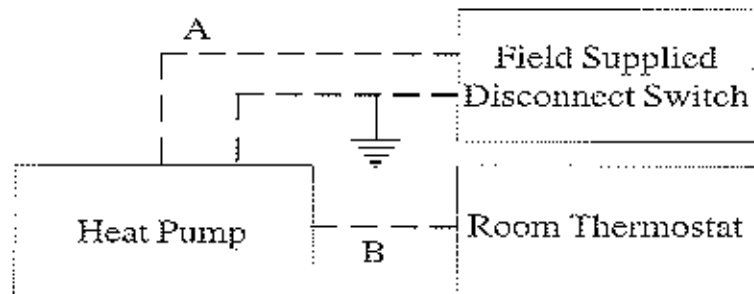 A
Field Supplied
Disconnect Switch
Heat Pump
B
Room Thermostat